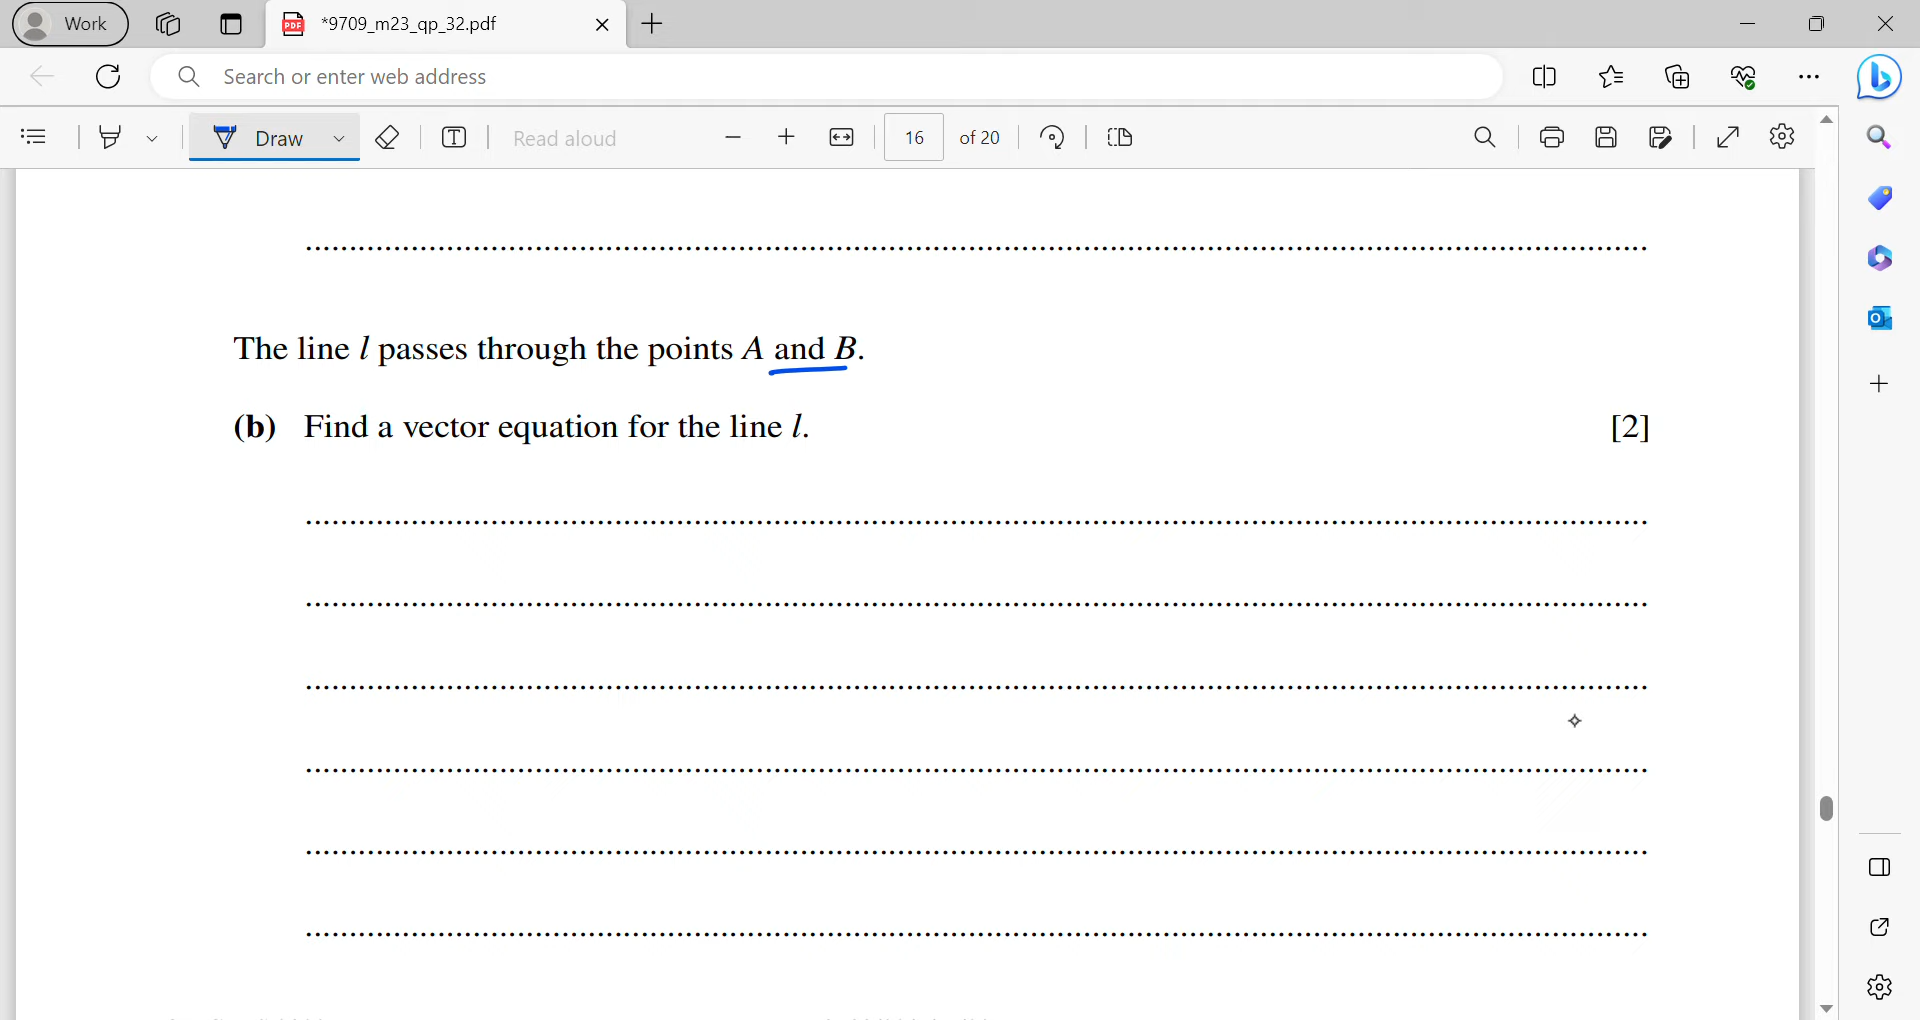 Work
*9709_m23_qp_32.pdf
Search or enter web address
Draw
Read aloud
16 of 20
The line l passes through the points A and B.
(b) Find a vector equation for the line l. [2]